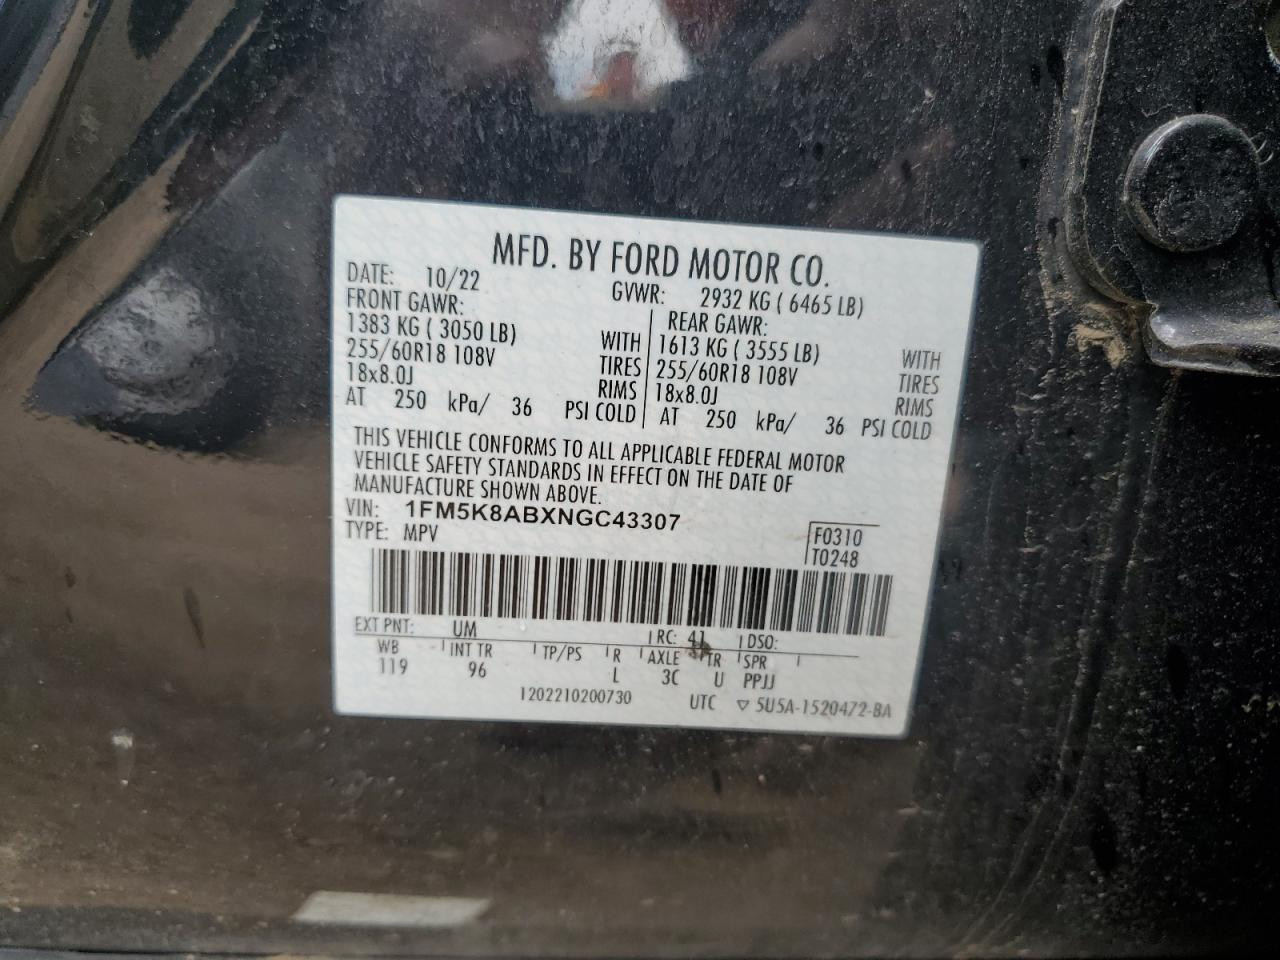 MFD. BY FORD MOTOR CO.
DATE: 10/22 GVWR: 2932 KG ( 6465 LB)
FRONT GAWR: REAR GAWR:
1383 KG ( 3050 LB) WITH 1613 KG ( 3555 LB) WITH
255/60R18 108V TIRES 255/60R18 108V TIRES
18x8.0J RIMS 18x8.0J RIMS
AT 250 kPa/ 36 PSI COLD AT 250 kPa/ 36 PSI COLD
THIS VEHICLE CONFORMS TO ALL APPLICABLE FEDERAL MOTOR
VEHICLE SAFETY STANDARDS IN EFFECT ON THE DATE OF
MANUFACTURE SHOWN ABOVE.
VIN: 1FM5K8ABXNGC43307
TYPE: MPV F0310
T0248
EXT PNT: UM RC: 41 DSO:
WB INT TR TP/PS R AXLE TR SPR
119 96 L 3C U PPJJ
1202210200730 UTC ▽ 5U5A-1520472-BA